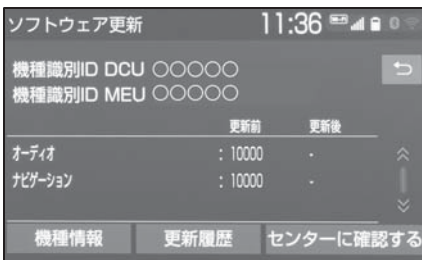 ソフトウェア更新 11:36 0
機種識別ID DCU ○○○○○
機種識別ID MEU ○○○○○
更新前 更新後
オーディオ : 10000 -
ナビゲーション : 10000 -
機種情報 更新履歴 センターに確認する